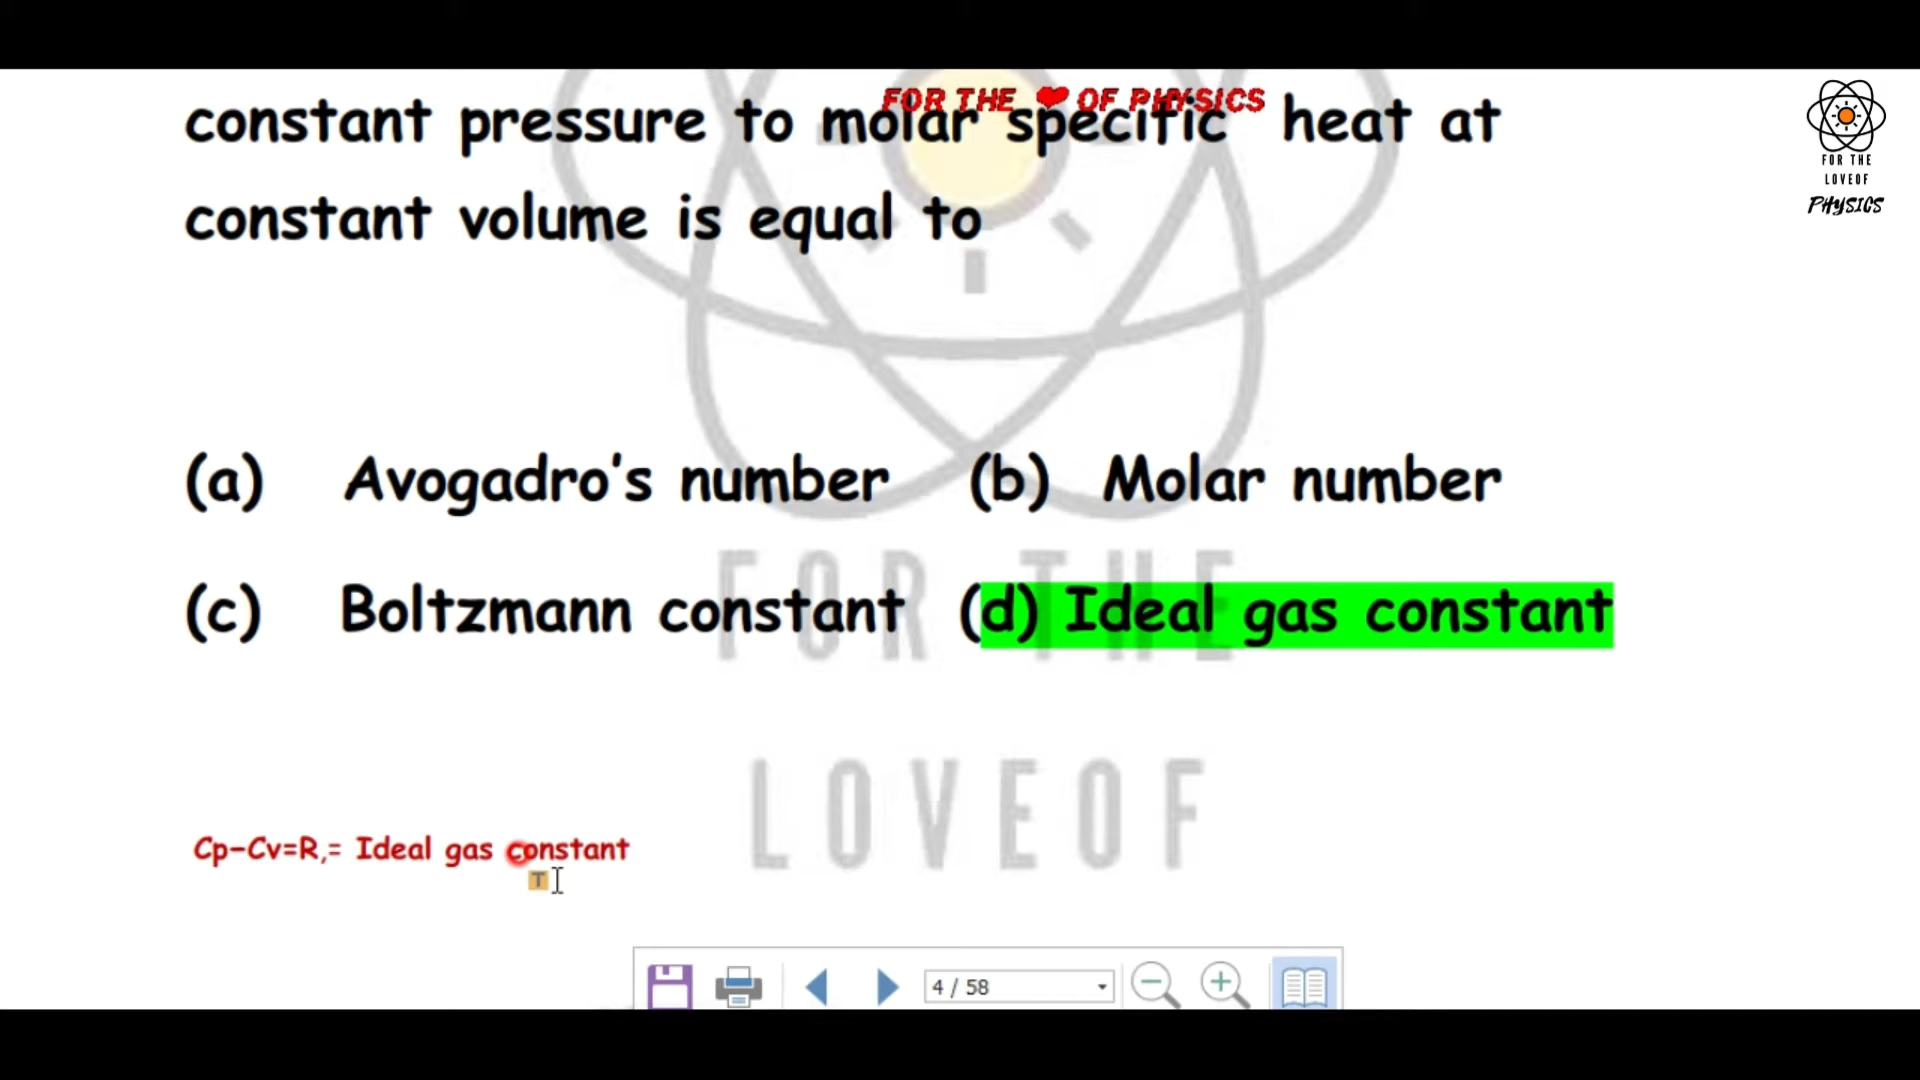 FOR THE ❤ OF PHYSICS
constant pressure to molar specific heat at
constant volume is equal to
(a) Avogadro's number (b) Molar number
(c) Boltzmann constant (d) Ideal gas constant
Cp-Cv=R,= Ideal gas constant
T
4 / 58
FOR THE
LOVEOF
PHYSICS
FOR THE
LOVEOF